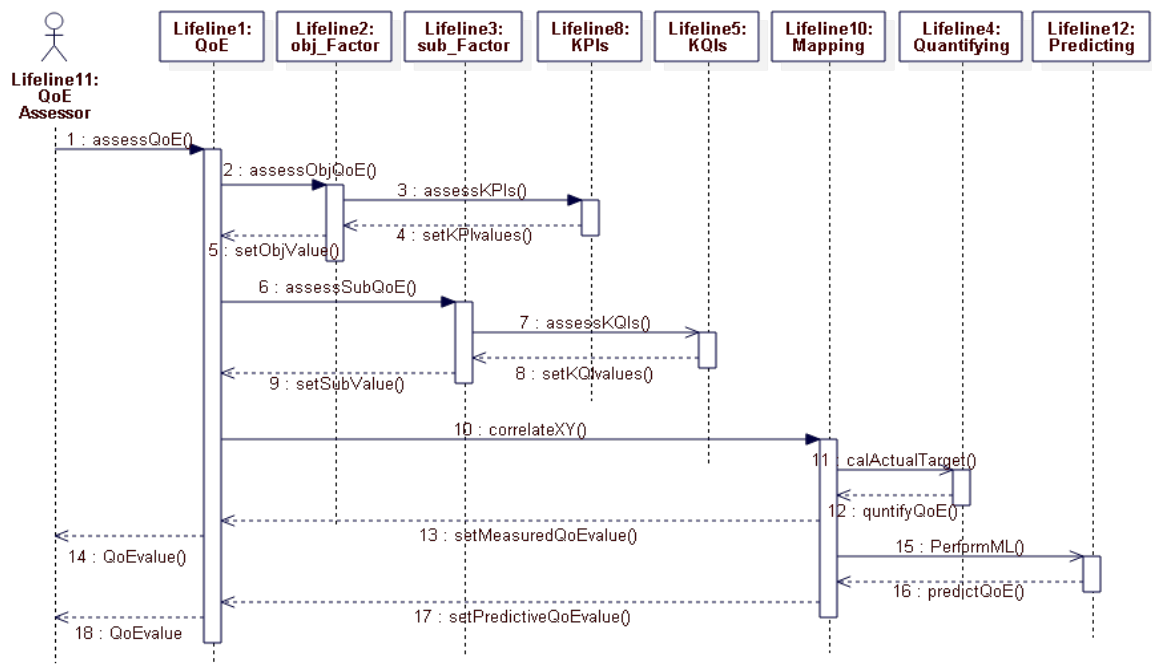 Lifeline1:
QoE
Lifeline2:
obj_Factor
Lifeline3:
sub_Factor
Lifeline8:
KPIs
Lifeline5:
KQIs
Lifeline10:
Mapping
Lifeline4:
Quantifying
Lifeline12:
Predicting
Lifeline11:
QoE
Assessor
1 : assessQoE()
2 : assessObjQoE()
3 : assessKPIs()
4 : setKPIvalues()
5 : setObjValue()
6 : assessSubQoE()
7 : assessKQIs()
8 : setKQIvalues()
9 : setSubValue()
10 : correlateXY()
11 : calActualTarget()
12 : quntifyQoE()
13 : setMeasuredQoEvalue()
14 : QoEvalue()
15 : PerformML()
16 : predictQoE()
17 : setPredictiveQoEvalue()
18 : QoEvalue